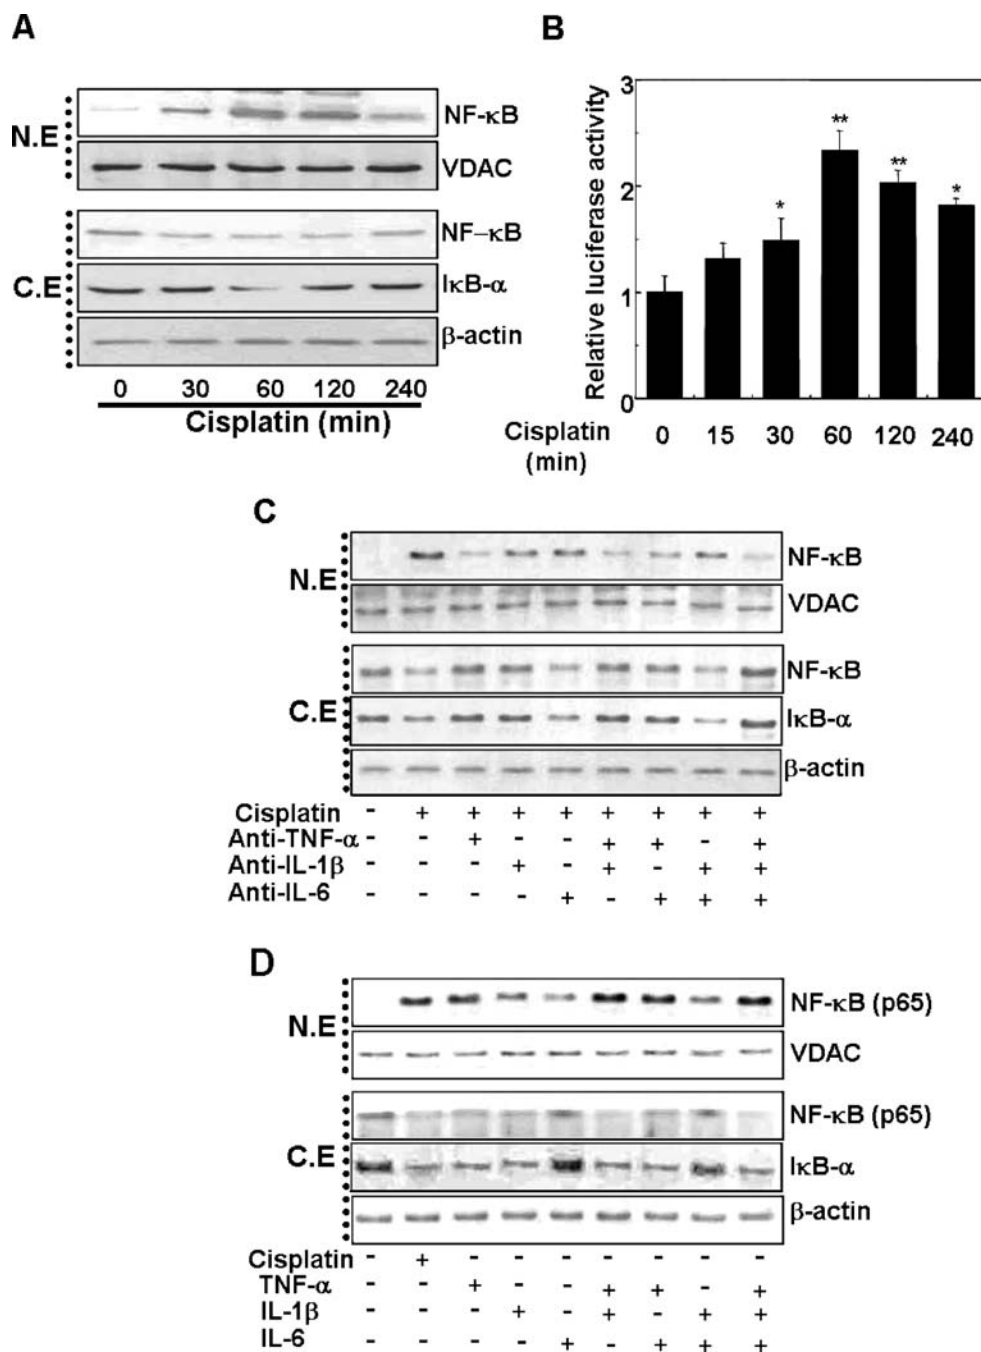 A
N.E
NF-κB
VDAC
C.E
NF–κB
IκB-α
β-actin
0 30 60 120 240
Cisplatin (min)
B
Relative luciferase activity
3
2
1
0
*
**
**
*
Cisplatin (min) 0 15 30 60 120 240
C
N.E
NF-κB
VDAC
C.E
NF-κB
IκB-α
β-actin
Cisplatin - + + + + + + + +
Anti-TNF-α - - + - - + + - +
Anti-IL-1β - - - + - + - + +
Anti-IL-6 - - - - + - + + +
D
N.E
NF-κB (p65)
VDAC
C.E
NF-κB (p65)
IκB-α
β-actin
Cisplatin - + - - - - - - -
TNF-α - - + - - + + - +
IL-1β - - - + - + - + +
IL-6 - - - - + - + + +